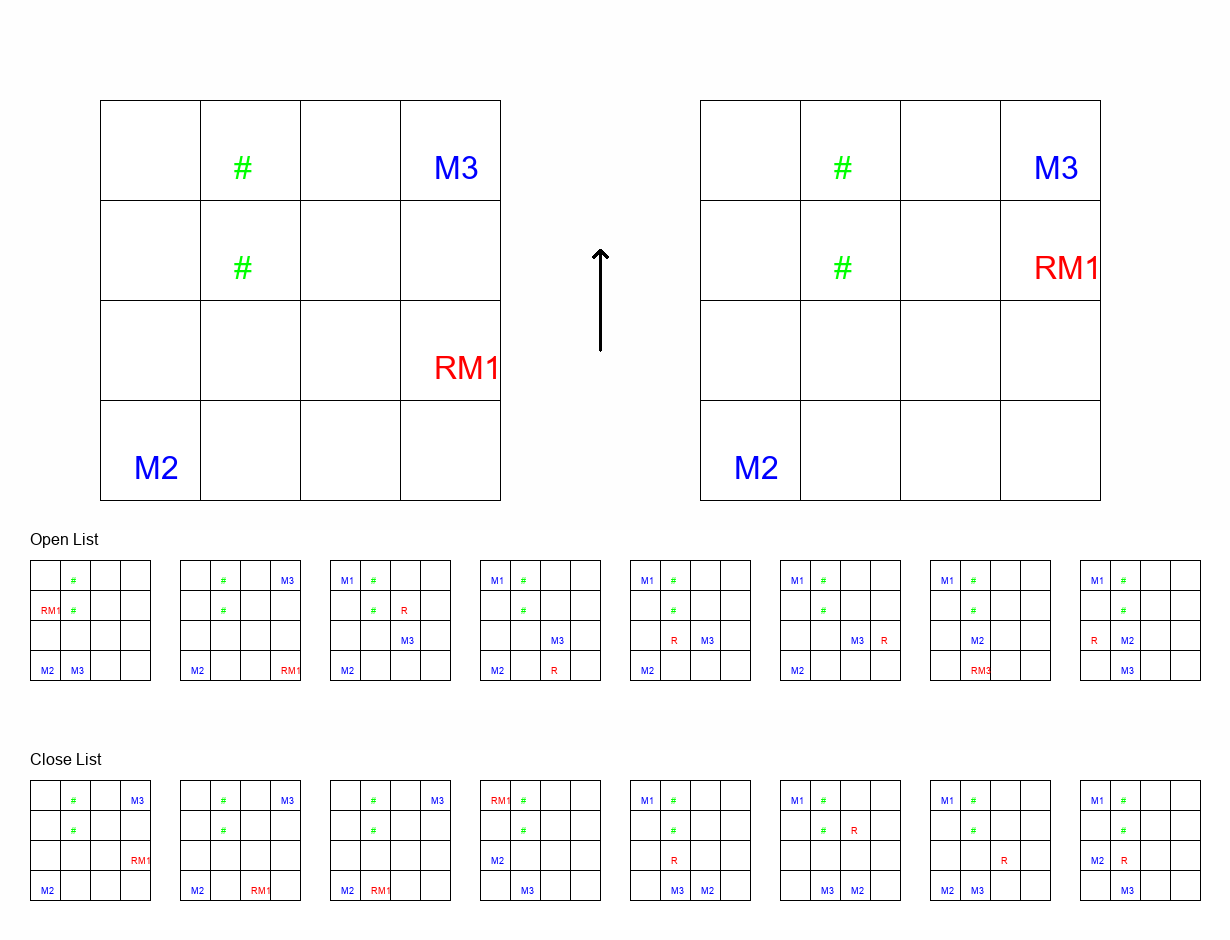 # M3 # M3
# # RM1
RM1
M2 M2
Open List
# # M3 M1 # M1 # M1 # M1 # M1 # M1 #
RM1 # # # R # # # # #
M3 M3 R M3 M3 R M2 R M2
M2 M3 M2 RM1 M2 M2 R M2 M2 RM3 M3
Close List
# M3 # M3 # M3 RM1 # M1 # M1 # M1 # M1 #
# # # # # # R # #
RM1 M2 R R M2 R
M2 M2 RM1 M2 RM1 M3 M3 M2 M3 M2 M2 M3 M3